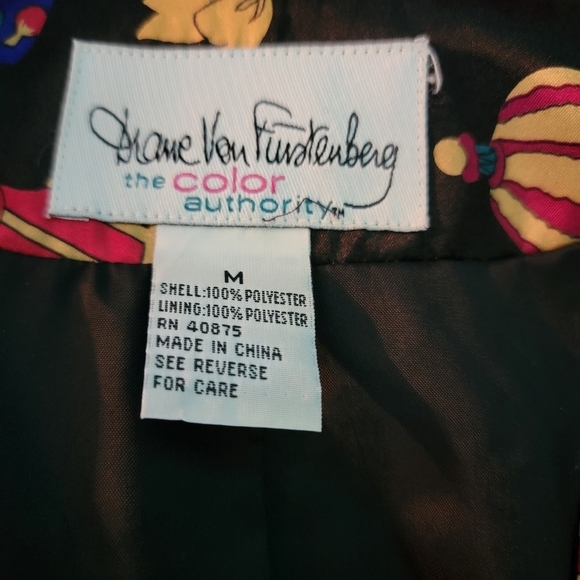 Diane Von Fürstenberg
the color
authority™
M
SHELL:100% POLYESTER
LINING:100% POLYESTER
RN 40875
MADE IN CHINA
SEE REVERSE
FOR CARE